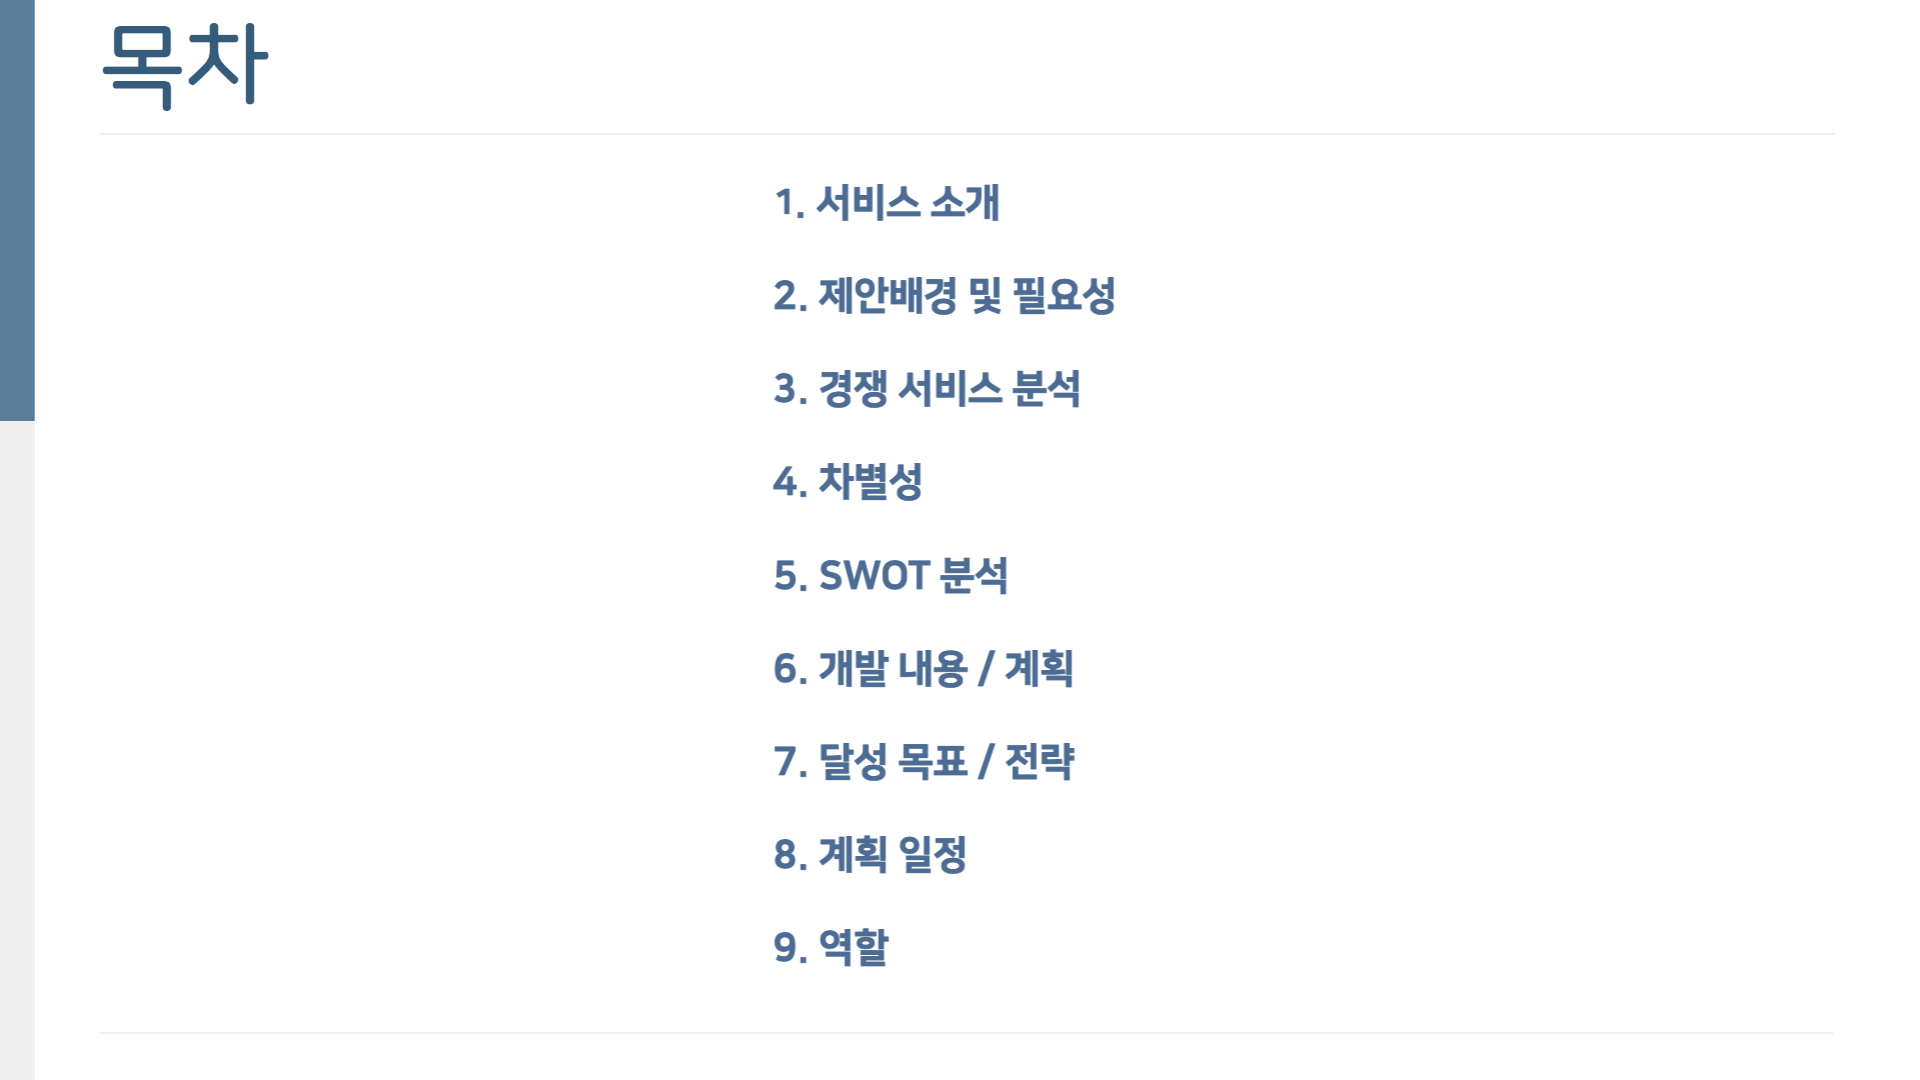 목차
1. 서비스 소개
2. 제안배경 및 필요성
3. 경쟁 서비스 분석
4. 차별성
5. SWOT 분석
6. 개발 내용 / 계획
7. 달성 목표 / 전략
8. 계획 일정
9. 역할